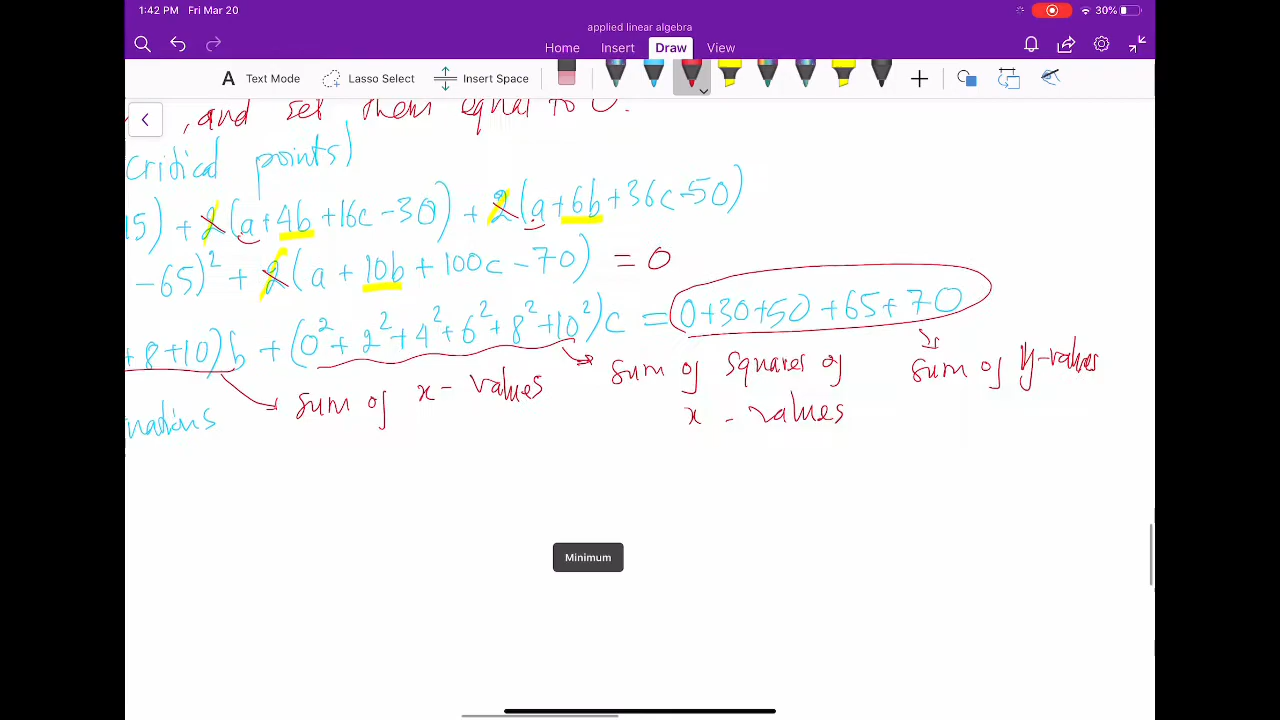 1:42 PM Fri Mar 20
30%
applied linear algebra
Home Insert Draw View
Text Mode Lasso Select Insert Space
, and set them equal to 0.
(critical points)
15) + 2(a+4b+16c-30) + 2(a+6b+36c-50)
-65)² + 2(a + 10b + 100c - 70) = 0
+8+10)b + (0²+2²+4²+6²+8²+10²)c = 0+30+50+65+70
sum of x-values
sum of squares of
x-values
sum of y-values
Minimum